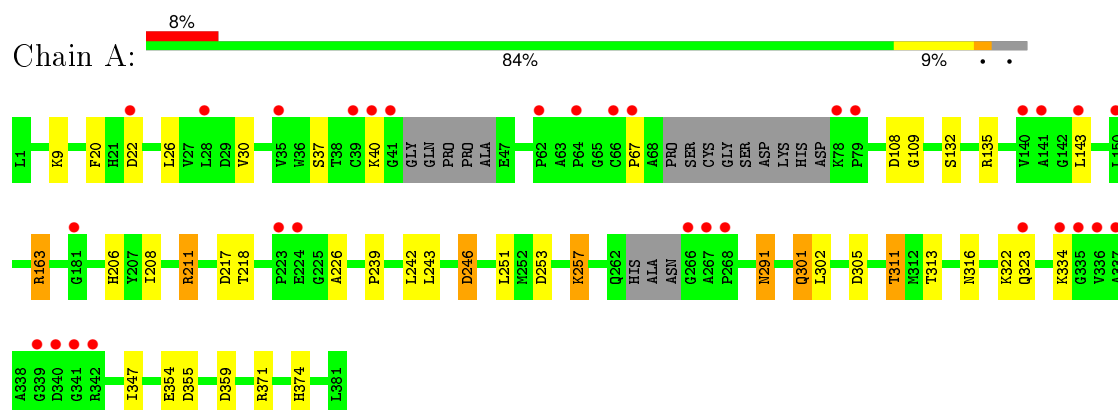 8%
Chain A:
84% 9% • •
L1 K9 F20 H21 D22 L26 V27 L28 D29 V30 V35 W36 S37 T38 C39 K40 G41 GLY GLN PRO PRO ALA E47 P62 A63 P64 G65 C66 P67 A68 PRO SER CYS GLY SER ASP LYS HIS ASP K78 P79 D108 G109 S132 R135 V140 A141 G142 L143 L150
R163 G181 H206 Y207 I208 R211 D217 T218 P223 E224 G225 A226 P239 L242 L243 D246 L251 M252 D253 K257 Q262 HIS ALA ASN G266 A267 P268 N291 Q301 L302 D305 T311 M312 T313 N316 K322 Q323 K334 G335 V336 A337
A338 G339 D340 G341 R342 I347 E354 D355 D359 R371 H374 L381